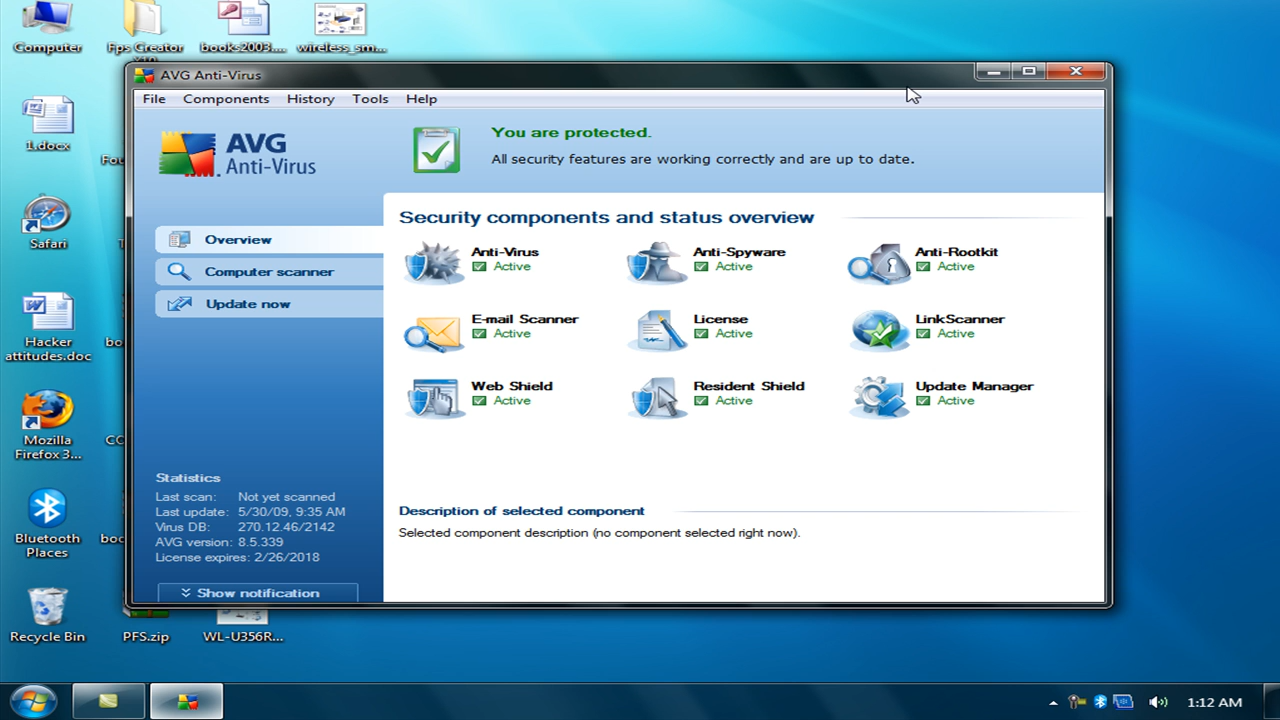 Computer
Fps Creator
x10
books2003....
wireless_sm...
AVG Anti-Virus
File Components History Tools Help
AVG
Anti-Virus
You are protected.
All security features are working correctly and are up to date.
Security components and status overview
Overview
Computer scanner
Update now
Anti-Virus
Active
Anti-Spyware
Active
Anti-Rootkit
Active
E-mail Scanner
Active
License
Active
LinkScanner
Active
Web Shield
Active
Resident Shield
Active
Update Manager
Active
Statistics
Last scan: Not yet scanned
Last update: 5/30/09, 9:35 AM
Virus DB: 270.12.46/2142
AVG version: 8.5.339
License expires: 2/26/2018
Show notification
Description of selected component
Selected component description (no component selected right now).
1.docx
Fou
Safari
T
Hacker
attitudes.doc
bo
Mozilla
Firefox 3...
CC
Bluetooth
Places
boo
Recycle Bin
PFS.zip
WL-U356R...
1:12 AM